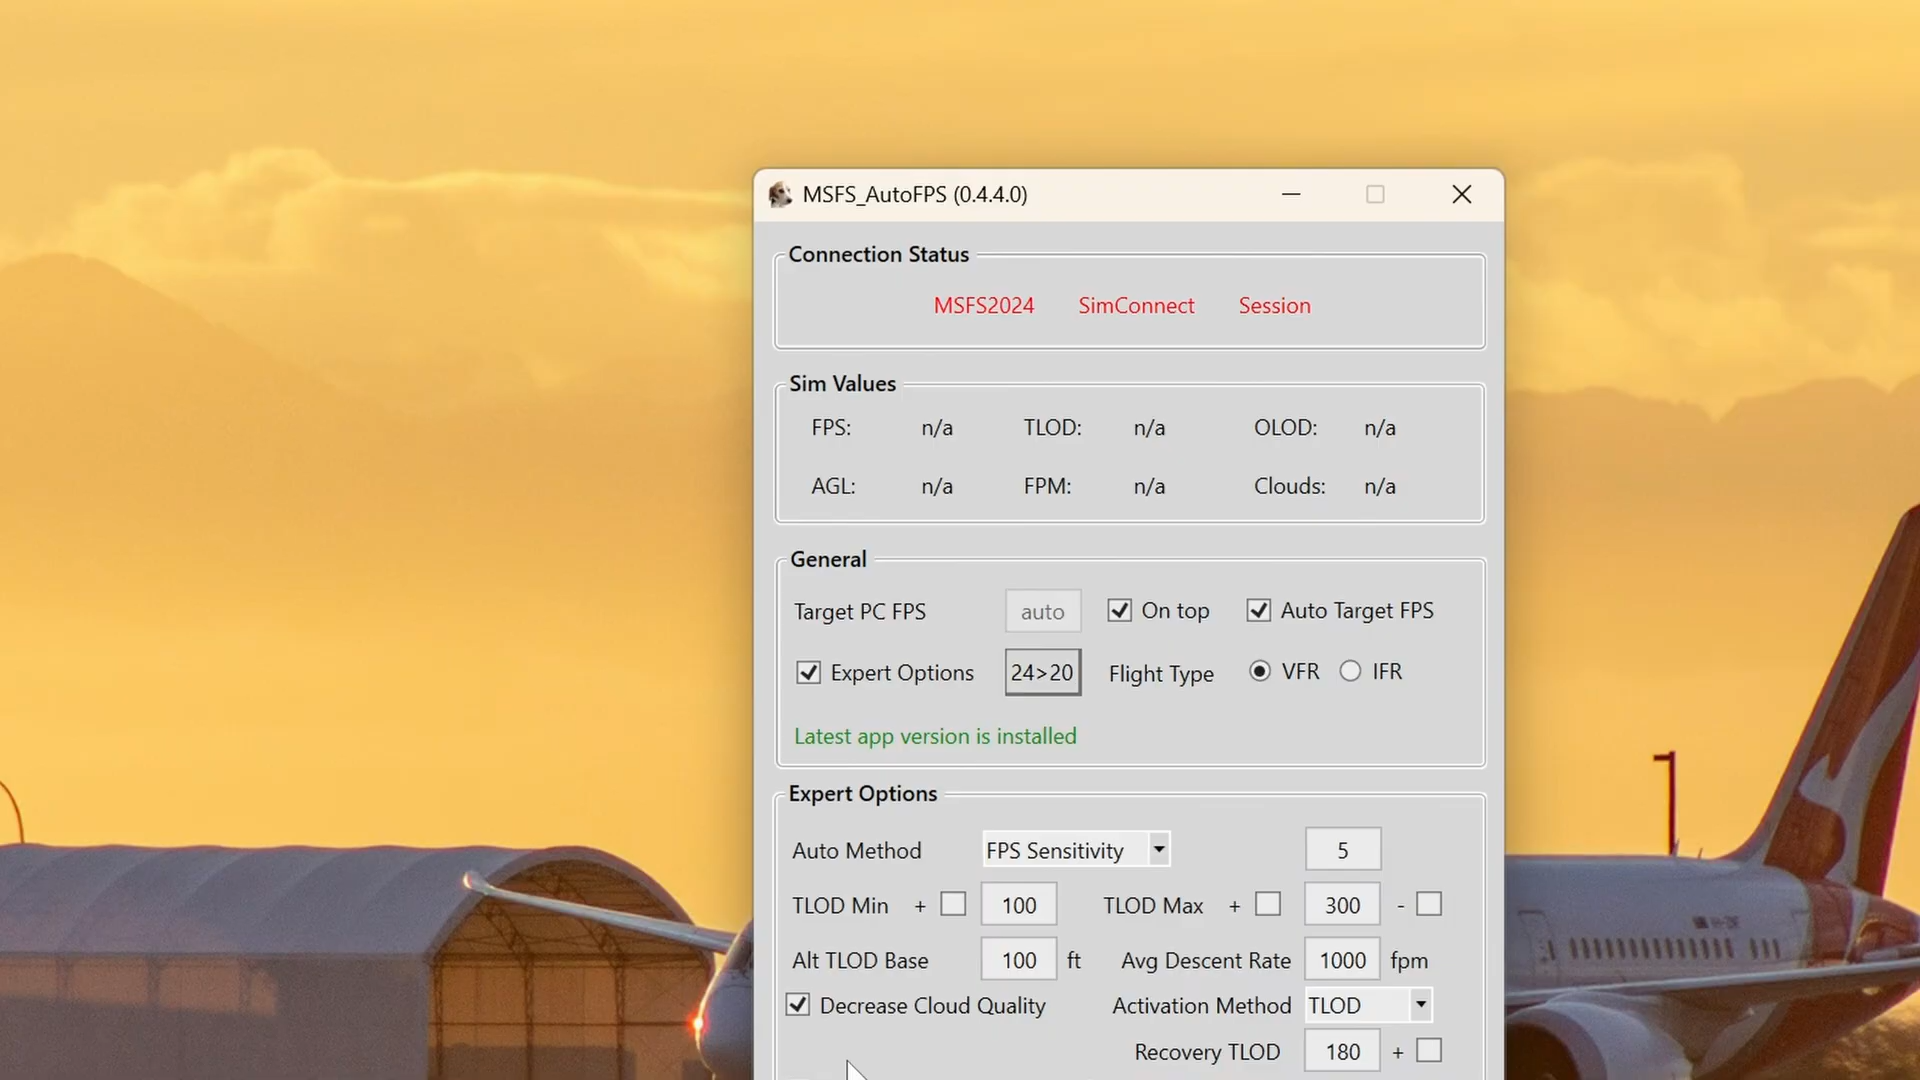 MSFS_AutoFPS (0.4.4.0)
Connection Status
MSFS2024 SimConnect Session
Sim Values
FPS: n/a TLOD: n/a OLOD: n/a
AGL: n/a FPM: n/a Clouds: n/a
General
Target PC FPS auto On top Auto Target FPS
Expert Options 24>20 Flight Type VFR IFR
Latest app version is installed
Expert Options
Auto Method FPS Sensitivity 5
TLOD Min + 100 TLOD Max + 300 -
Alt TLOD Base 100 ft Avg Descent Rate 1000 fpm
Decrease Cloud Quality Activation Method TLOD
Recovery TLOD 180 +